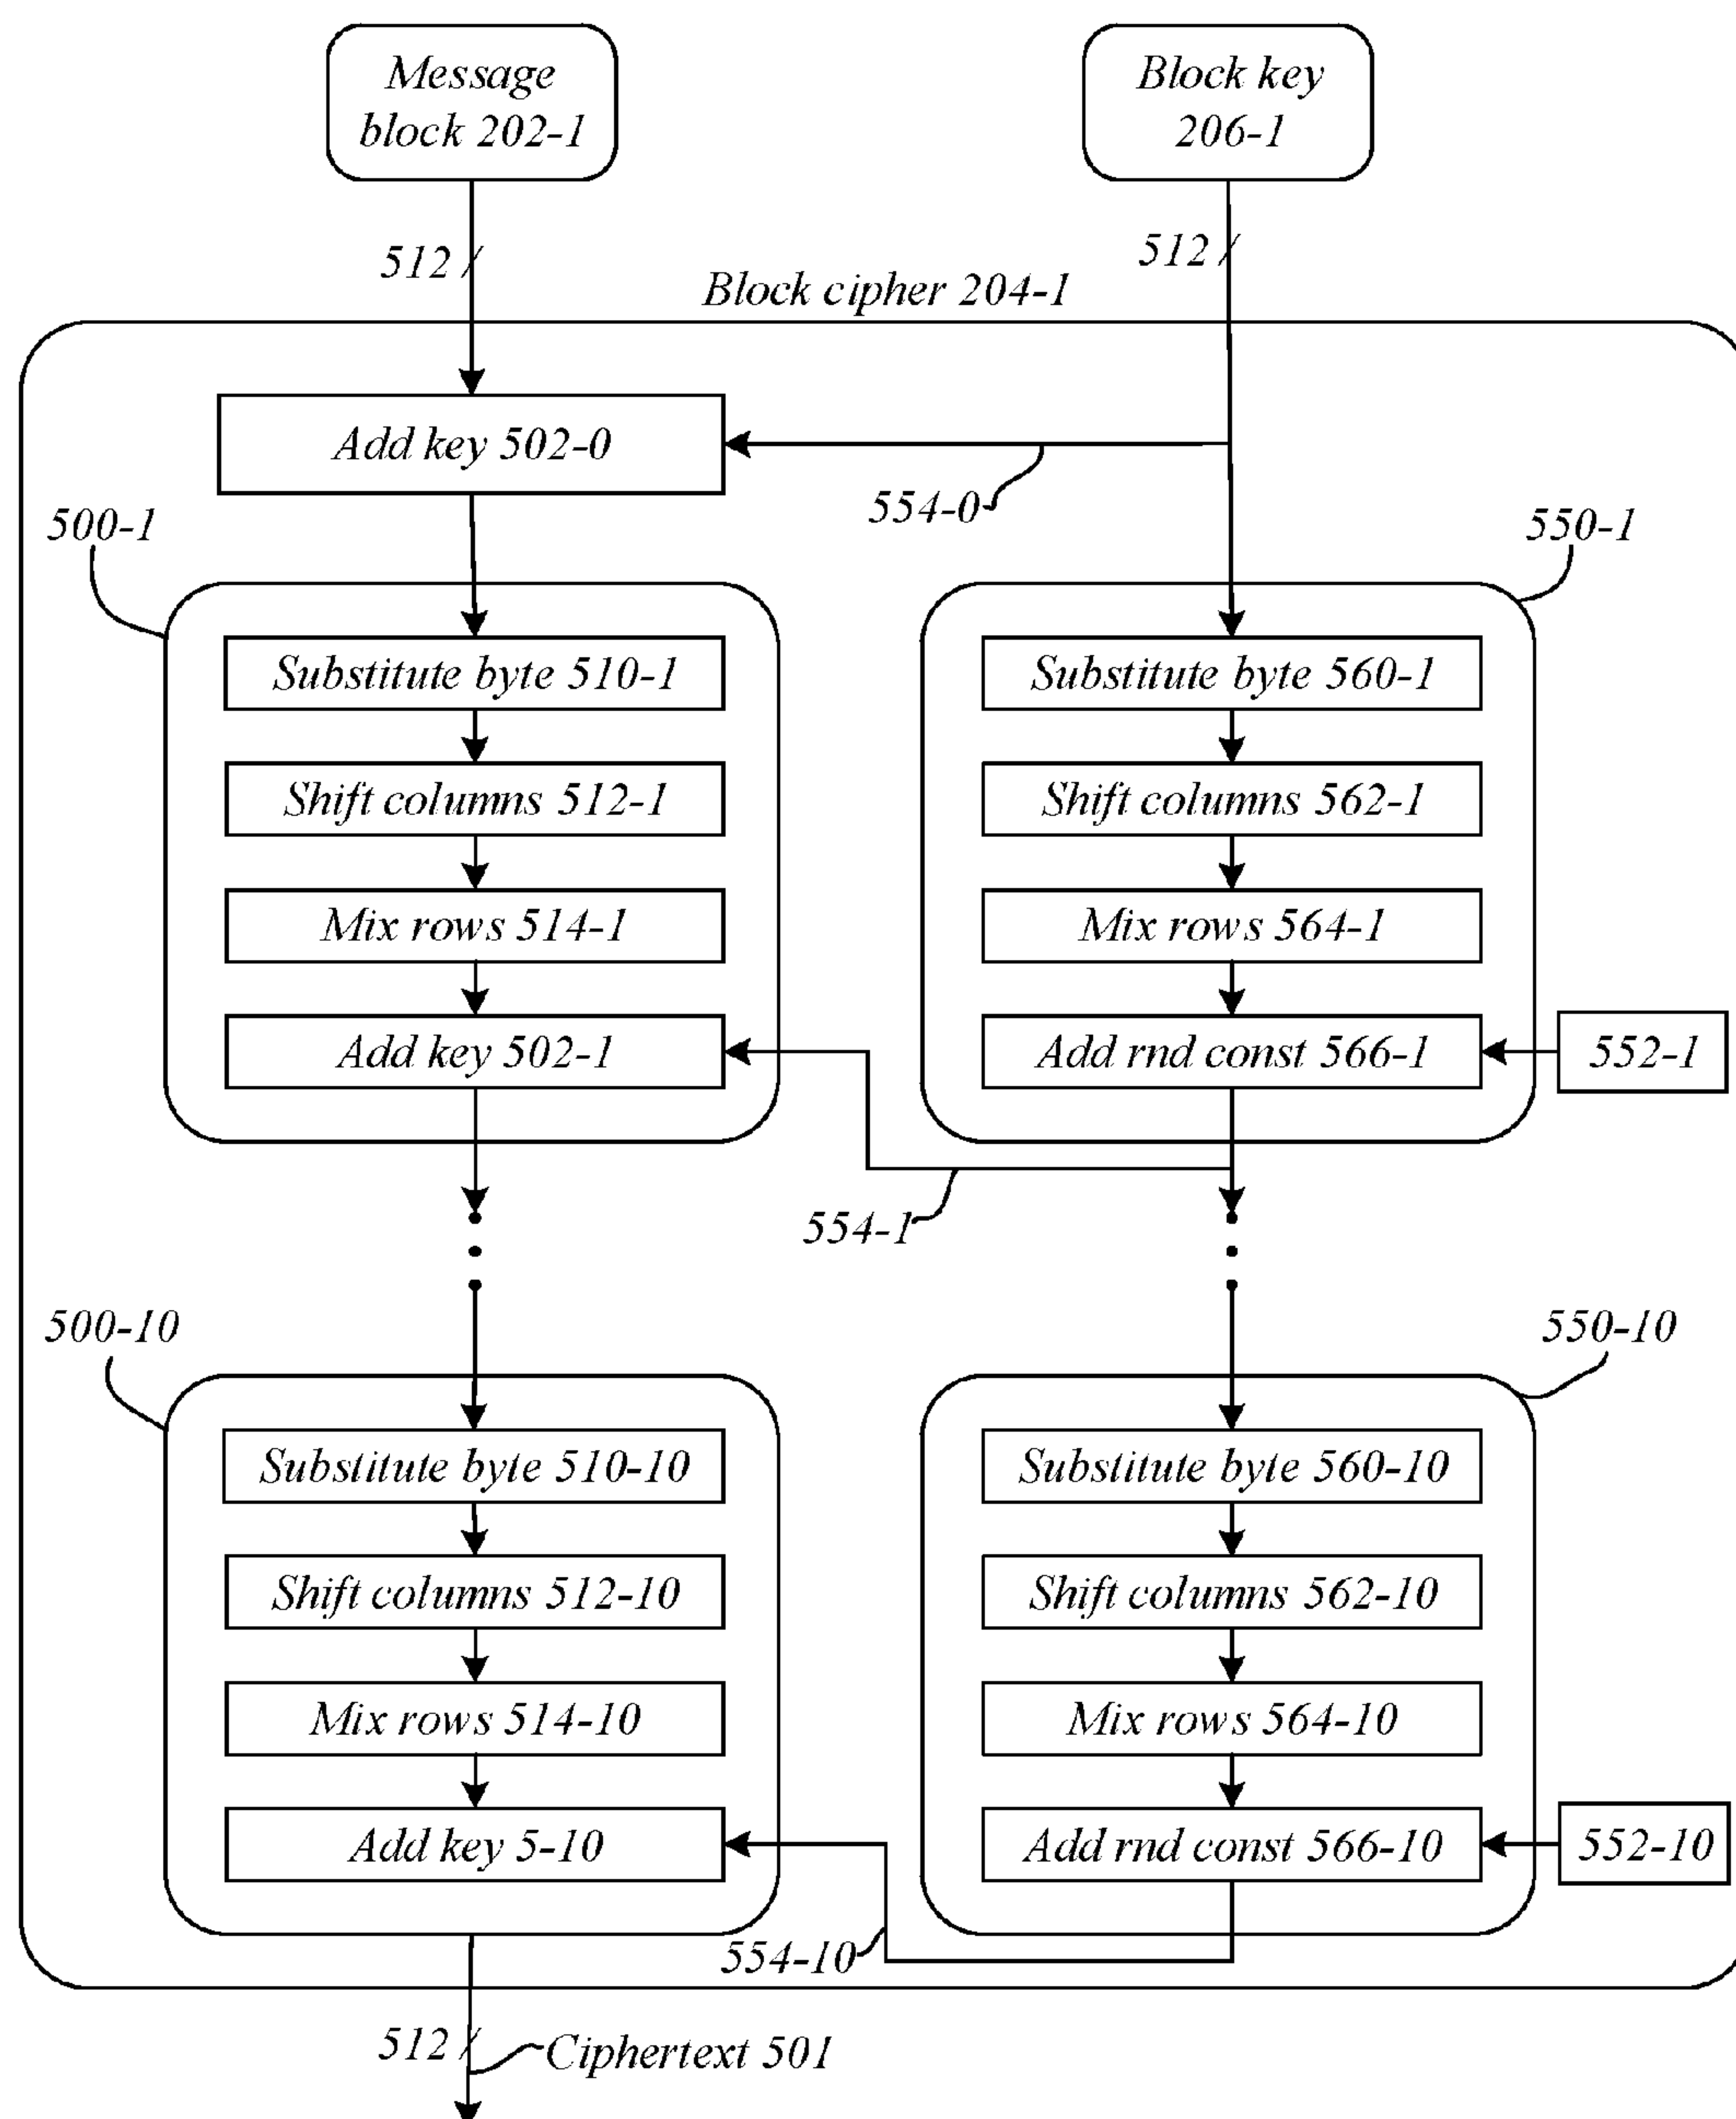 Message
block 202-1
Block key
206-1
512
512
Block cipher 204-1
Add key 502-0
554-0
500-1
550-1
Substitute byte 510-1
Substitute byte 560-1
Shift columns 512-1
Shift columns 562-1
Mix rows 514-1
Mix rows 564-1
Add key 502-1
Add rnd const 566-1
552-1
554-1
500-10
550-10
Substitute byte 510-10
Substitute byte 560-10
Shift columns 512-10
Shift columns 562-10
Mix rows 514-10
Mix rows 564-10
Add key 5-10
Add rnd const 566-10
552-10
554-10
512
Ciphertext 501